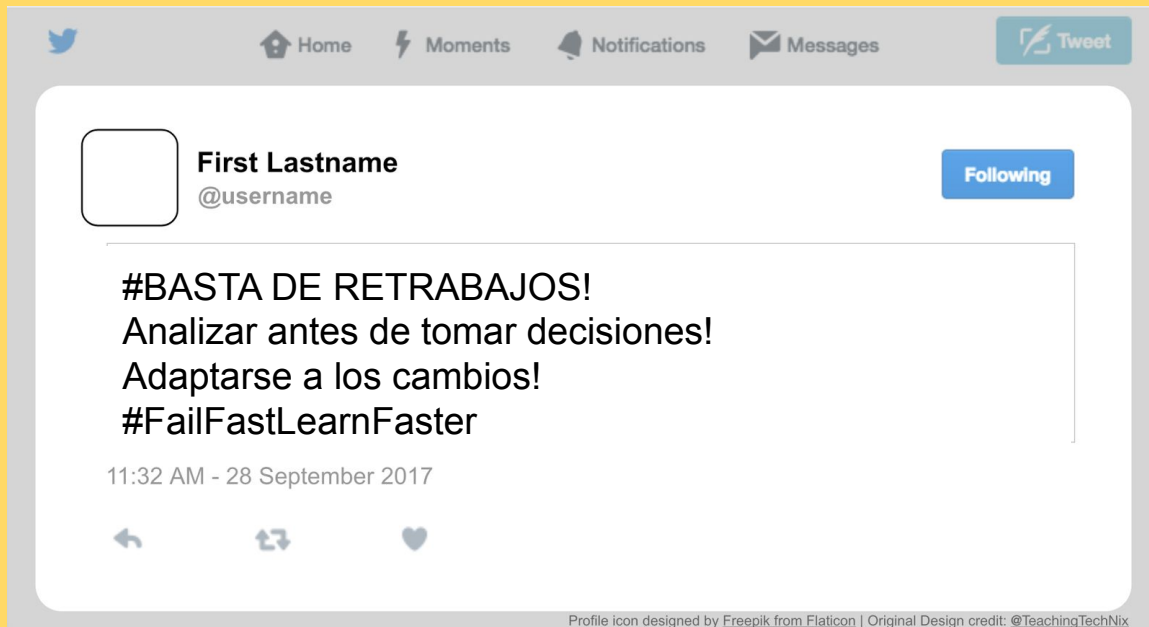 Home Moments Notifications Messages Tweet
First Lastname
@username
Following
#BASTA DE RETRABAJOS!
Analizar antes de tomar decisiones!
Adaptarse a los cambios!
#FailFastLearnFaster
11:32 AM - 28 September 2017
Profile icon designed by Freepik from Flaticon | Original Design credit: @TeachingTechNix